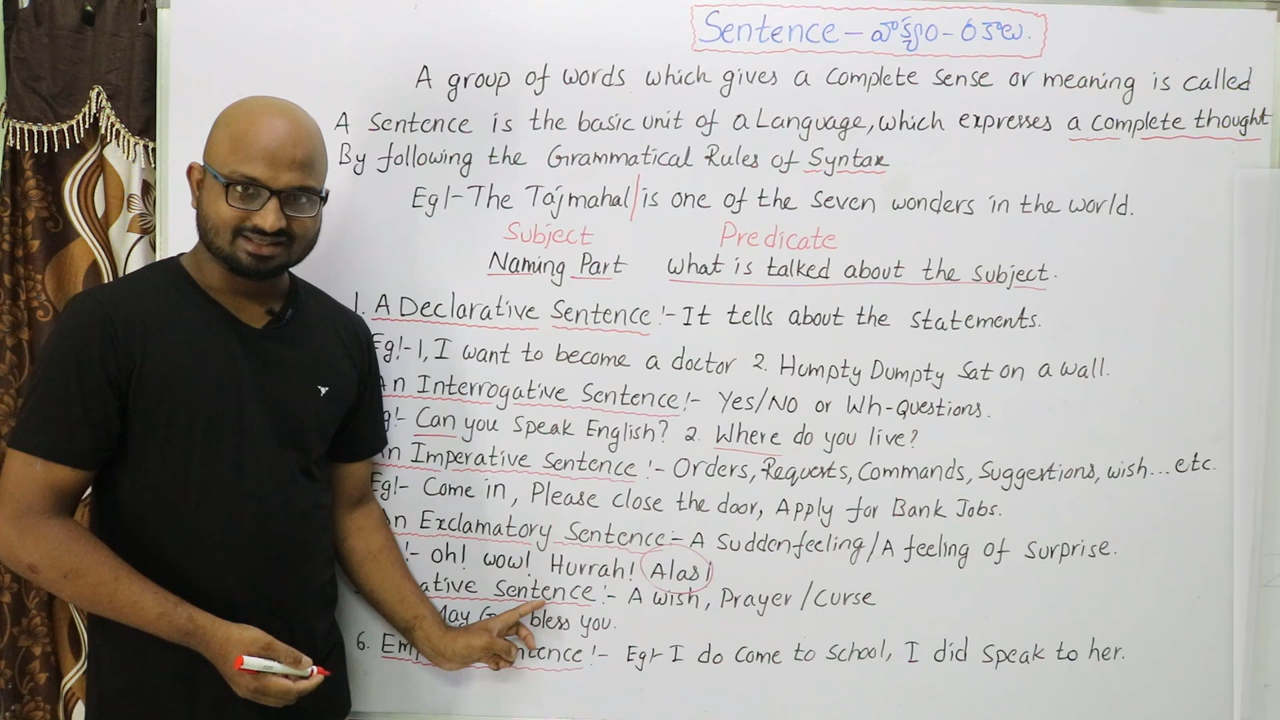 Sentence – వాక్యం - రకాలు.
A group of words which gives a complete sense or meaning is called
A Sentence is the basic unit of a Language, which expresses a complete thought
By following the Grammatical Rules of Syntax
Eg!- The Tajmahal/is one of the seven wonders in the world.
Subject Predicate
Naming Part What is talked about the subject.
1. A Declarative Sentence!- It tells about the statements.
Eg!- 1, I want to become a doctor 2. Humpty Dumpty Sat on a wall.
An Interrogative Sentence!- Yes/NO or Wh-Questions.
Can you speak English? 2. Where do you live?
An Imperative Sentence!- Orders, Requests, Commands, Suggestions, wish... etc.
Eg!- Come in, Please close the door, Apply for Bank Jobs.
An Exclamatory Sentence:- A Sudden feeling/A feeling of surprise.
!- oh! wow! Hurrah! Alas!
ative Sentence!- A wish, Prayer/Curse
May bless you.
6. Em ntence!- Eg!- I do come to School, I did speak to her.